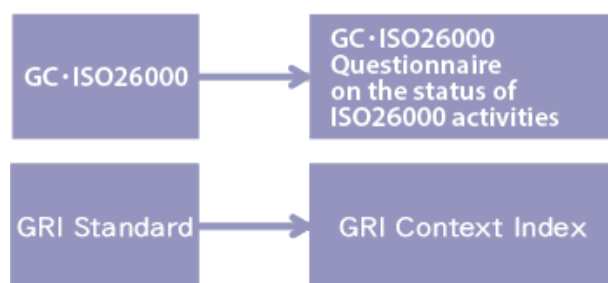 GC・ISO26000
GC・ISO26000
Questionnaire
on the status of
ISO26000 activities
GRI Standard
GRI Context Index